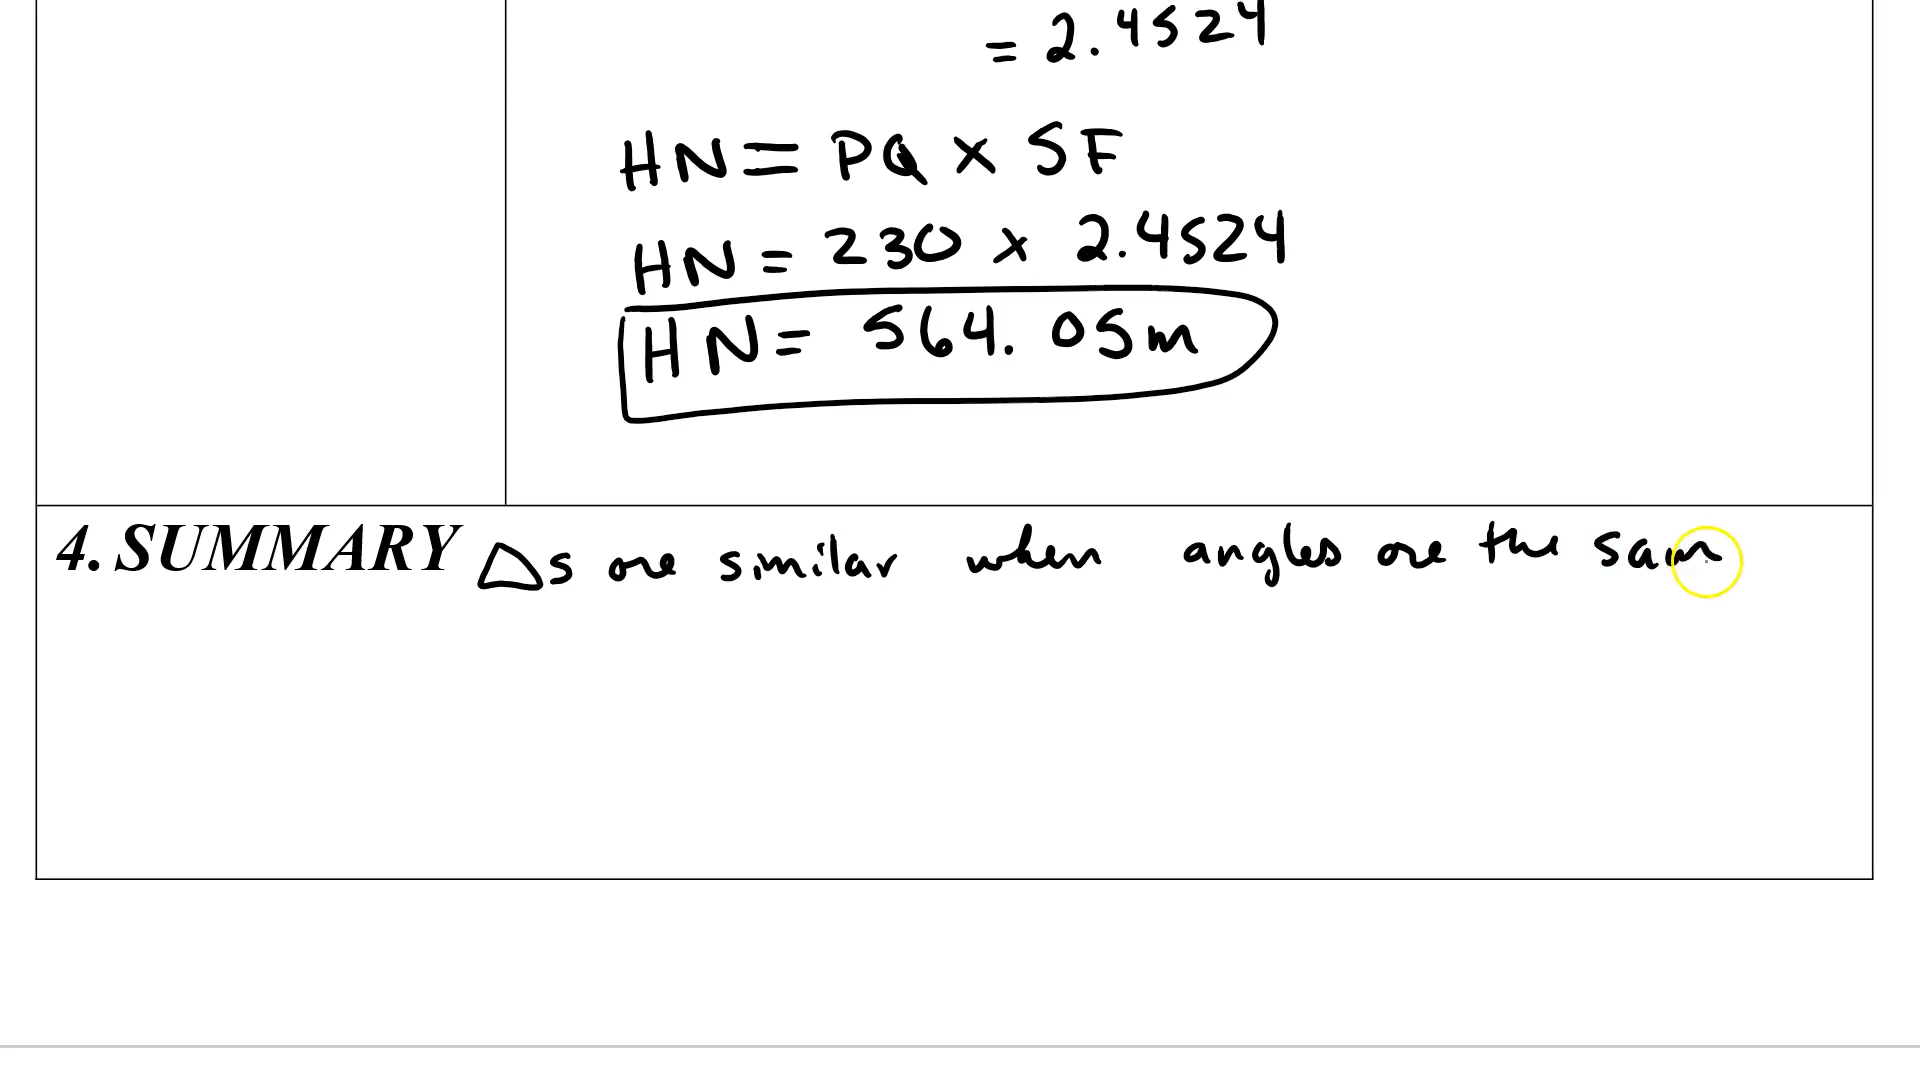 = 2.4524
HN = PQ x SF
HN = 230 x 2.4524
HN = 564.05m
4. SUMMARY △s are similar when angles are the sam